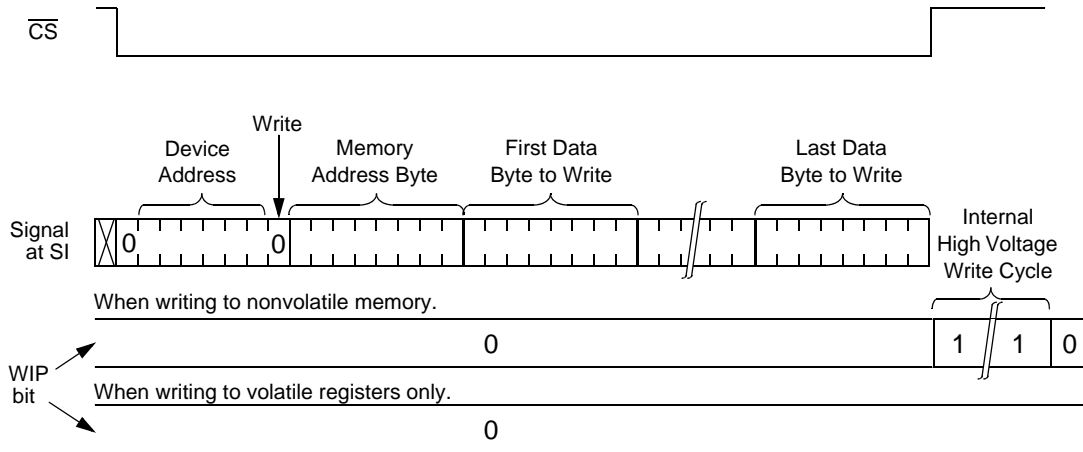 CS
Write
Device
Address
Memory
Address Byte
First Data
Byte to Write
Last Data
Byte to Write
Signal
at SI
0
0
Internal
High Voltage
Write Cycle
When writing to nonvolatile memory.
0
1
1
0
WIP
bit
When writing to volatile registers only.
0